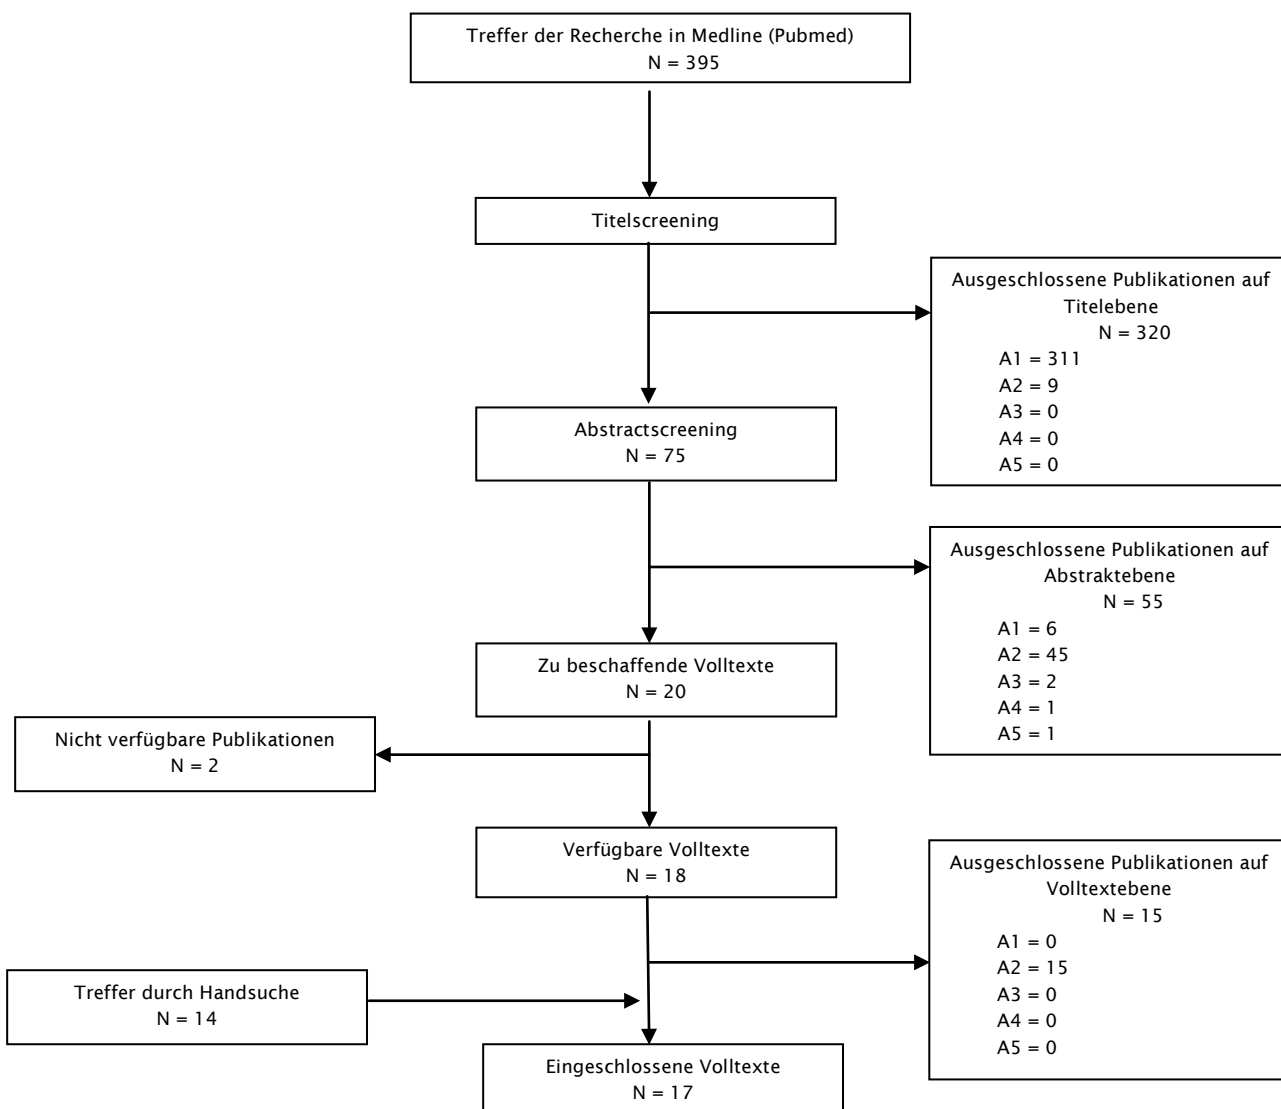 Treffer der Recherche in Medline (Pubmed)
N = 395
Titelscreening
Ausgeschlossene Publikationen auf
Titelebene
N = 320
A1 = 311
A2 = 9
A3 = 0
A4 = 0
A5 = 0
Abstractscreening
N = 75
Ausgeschlossene Publikationen auf
Abstraktebene
N = 55
A1 = 6
A2 = 45
A3 = 2
A4 = 1
A5 = 1
Zu beschaffende Volltexte
N = 20
Nicht verfügbare Publikationen
N = 2
Verfügbare Volltexte
N = 18
Ausgeschlossene Publikationen auf
Volltextebene
N = 15
A1 = 0
A2 = 15
A3 = 0
A4 = 0
A5 = 0
Treffer durch Handsuche
N = 14
Eingeschlossene Volltexte
N = 17